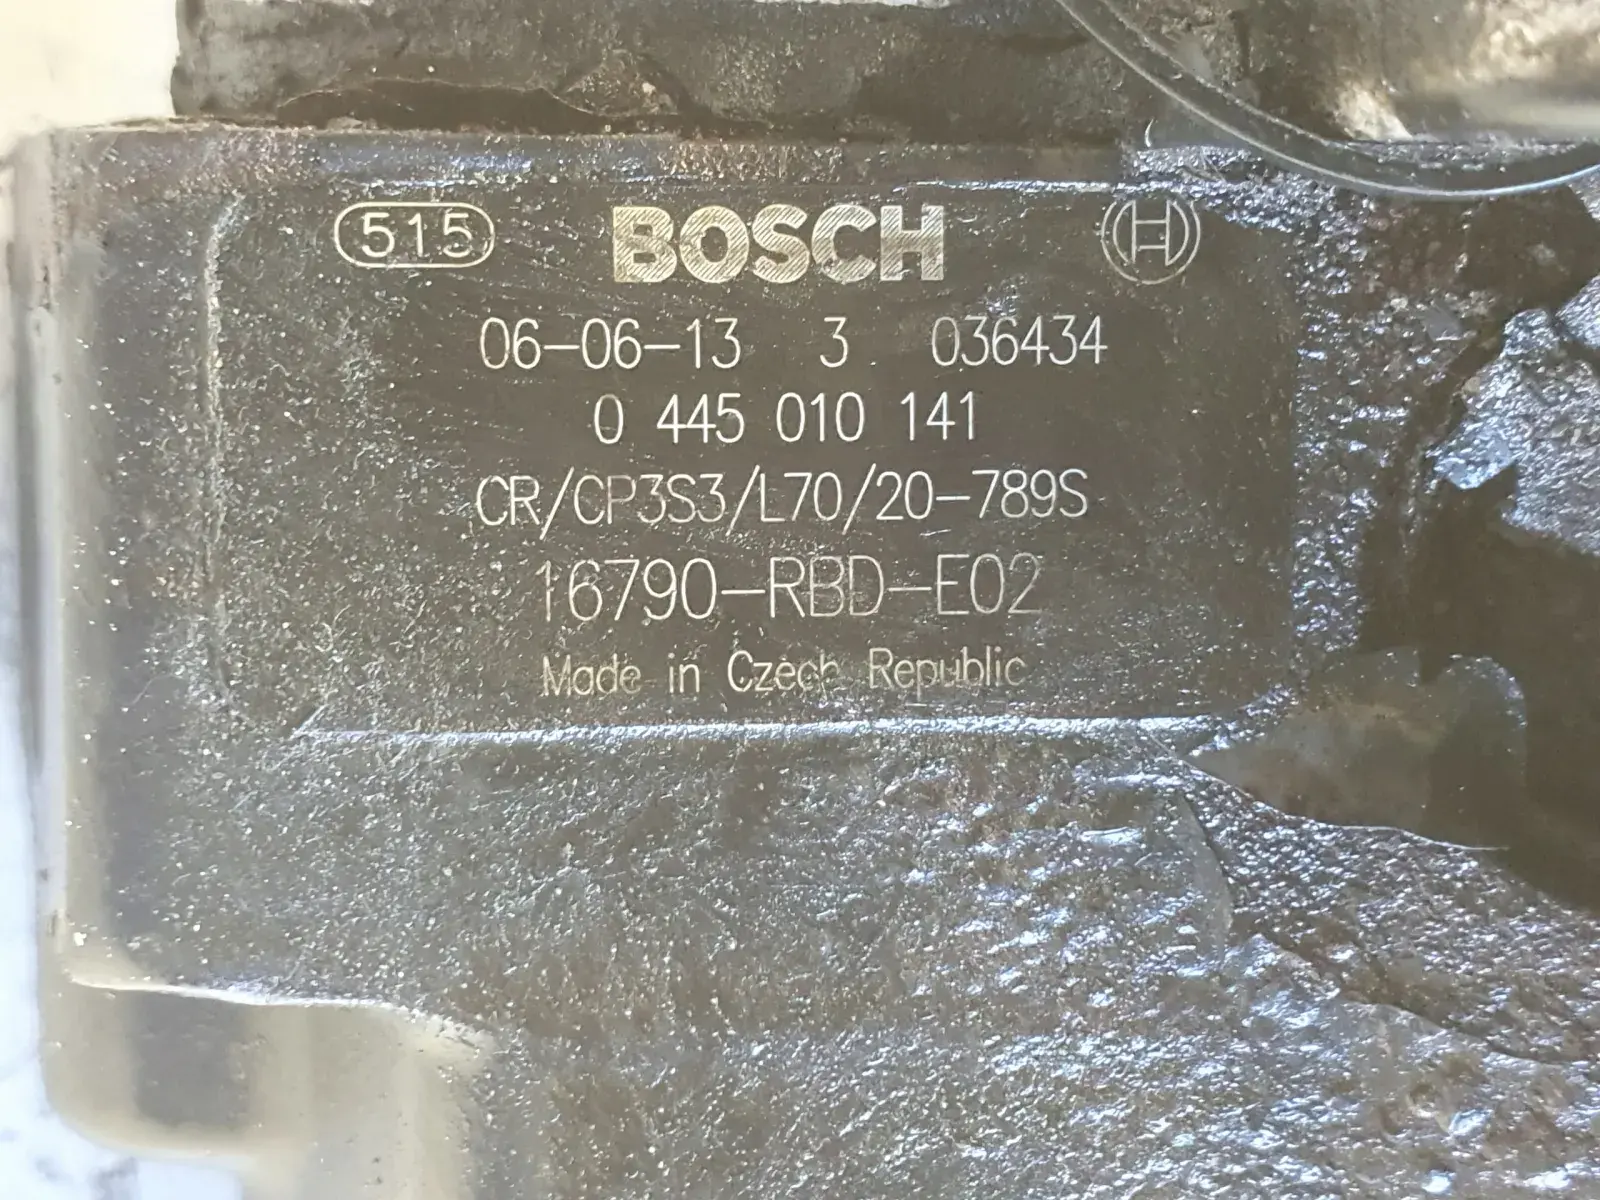 515 BOSCH
06-06-13 3 036434
0 445 010 141
CR/CP3S3/L70/20-789S
16790-RBD-E02
Made in Czech Republic